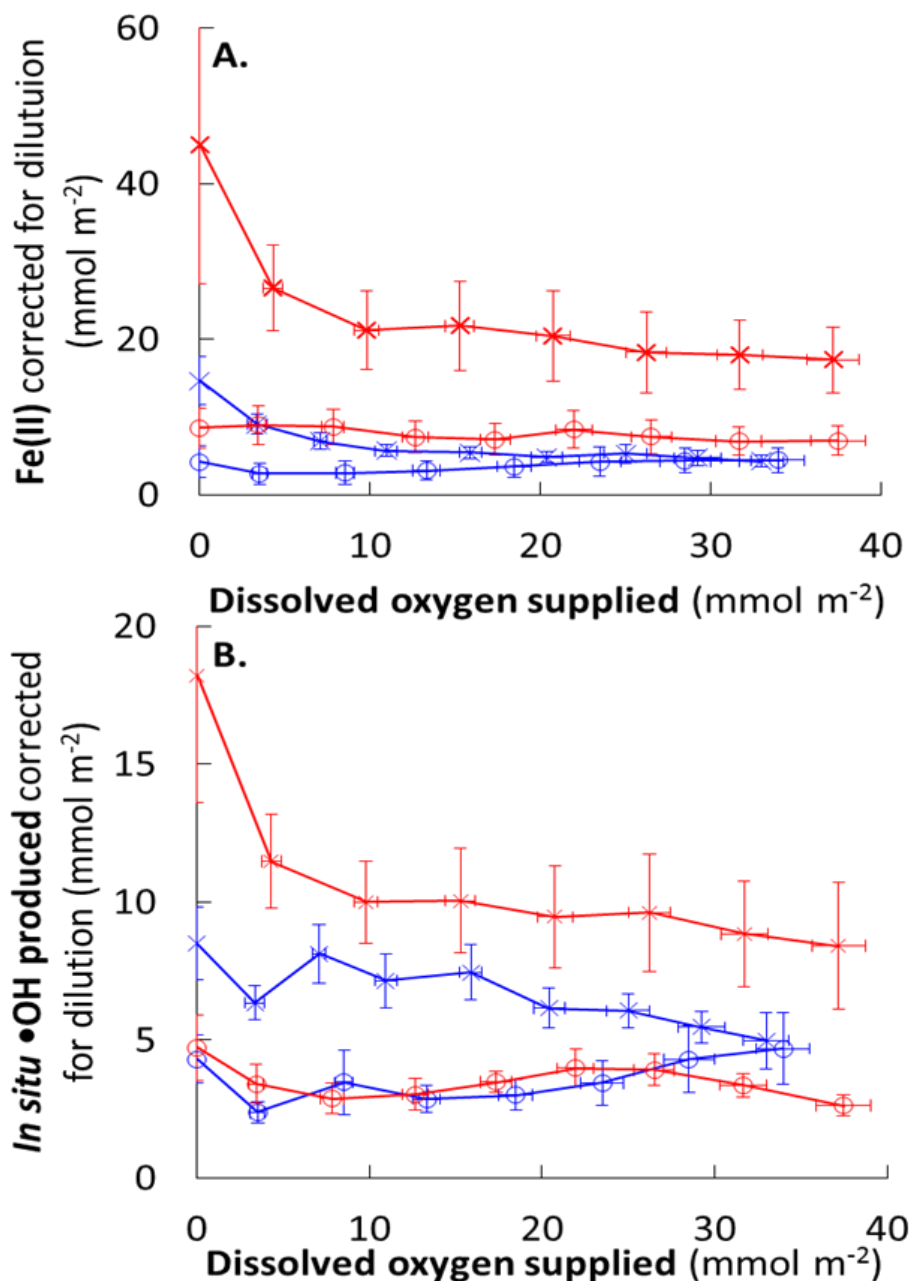 Fe(II) corrected for dilutuion
(mmol m-2)
60
40
20
0
A.
0 10 20 30 40
Dissolved oxygen supplied (mmol m-2)
In situ ●OH produced corrected
for dilution (mmol m-2)
20
15
10
5
0
B.
0 10 20 30 40
Dissolved oxygen supplied (mmol m-2)